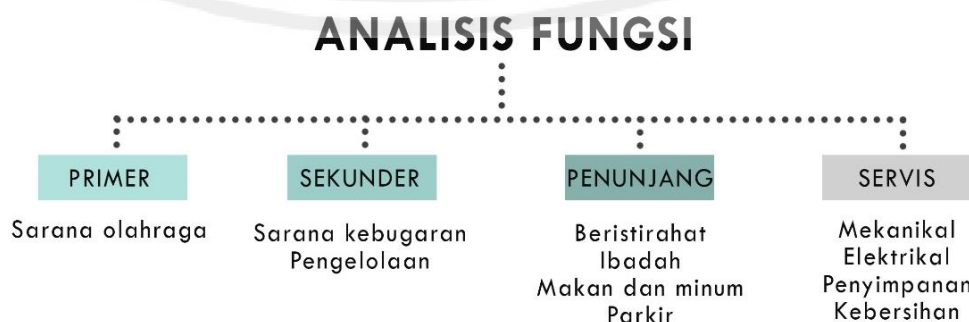 ANALISIS FUNGSI
PRIMER
Sarana olahraga
SEKUNDER
Sarana kebugaran
Pengelolaan
PENUNJANG
Beristirahat
Ibadah
Makan dan minum
Parkir
SERVIS
Mekanikal
Elektrikal
Penyimpanan
Kebersihan